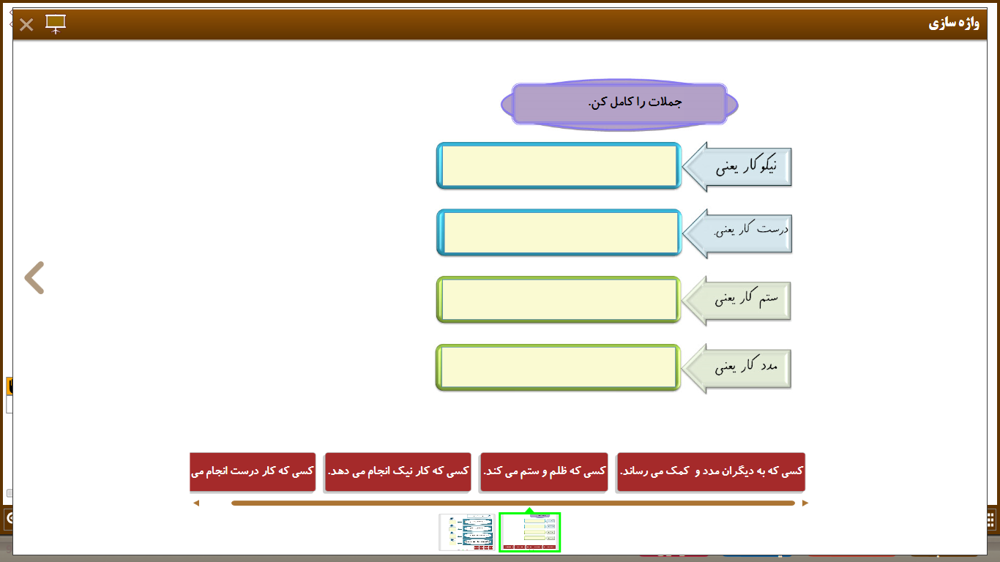 واژه سازی
جملات را کامل کن.
نیکو کار یعنی
درست کار یعنی.
ستم کار یعنی
مدد کار یعنی
کسی که به دیگران مدد و کمک می رساند.
کسی که ظلم و ستم می کند.
کسی که کار نیک انجام می دهد.
کسی که کار درست انجام می